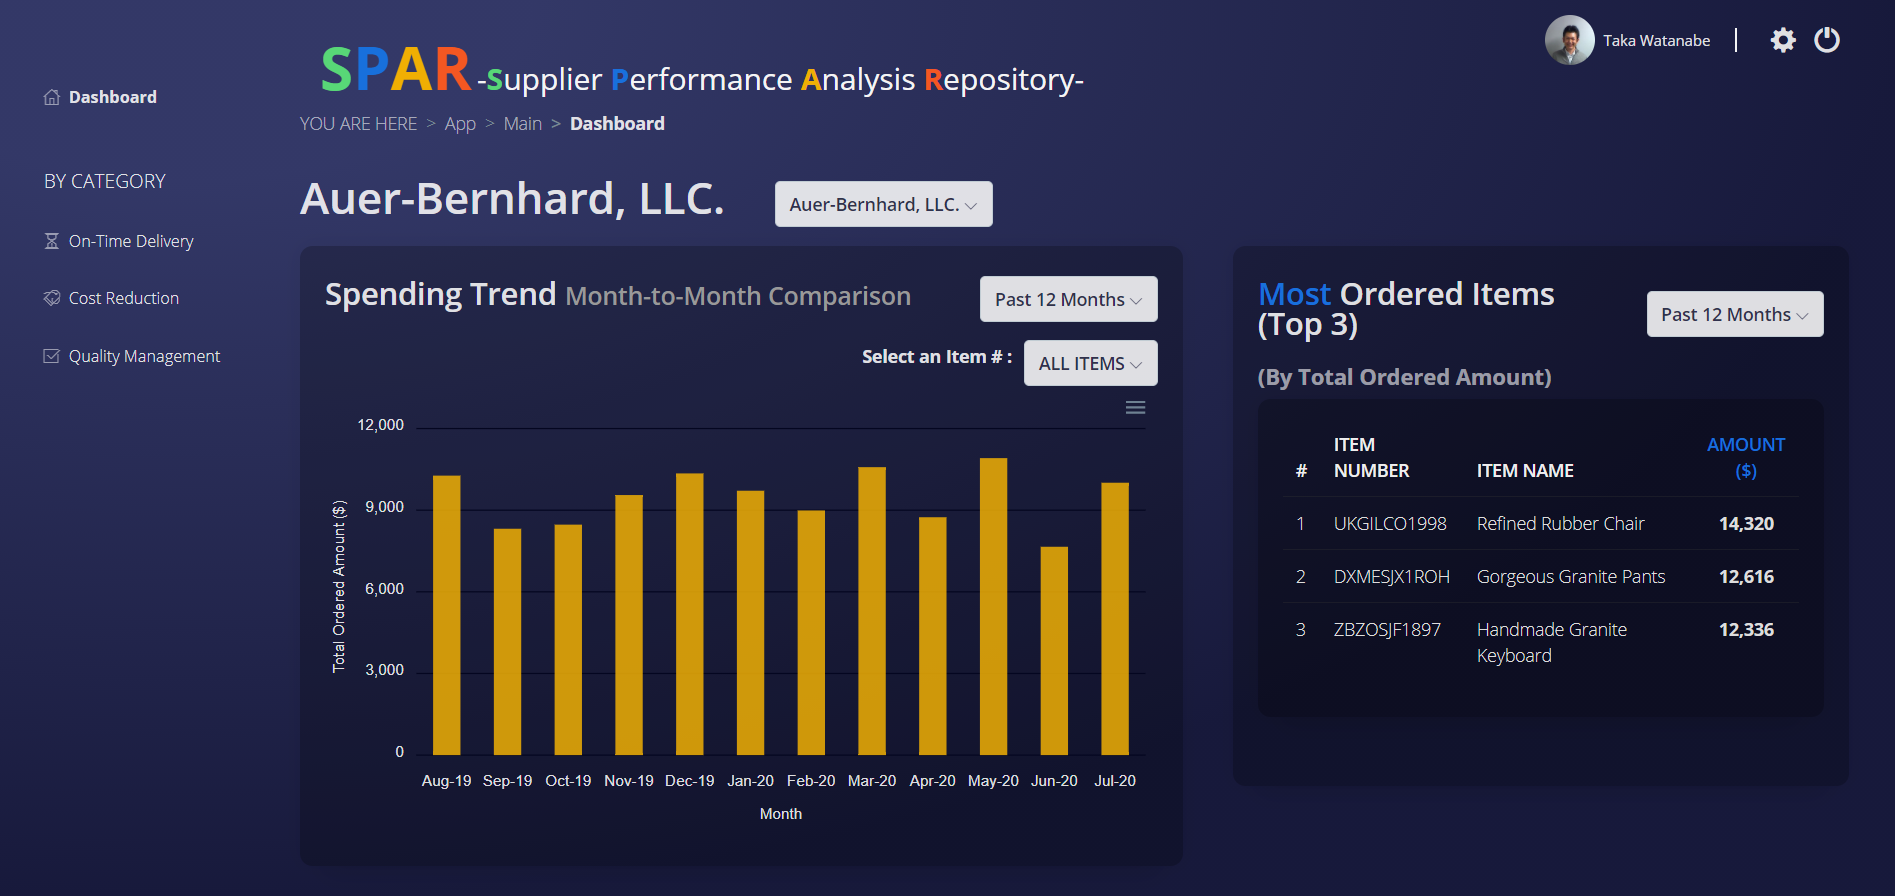 Taka Watanabe
SPAR -Supplier Performance Analysis Repository-
Dashboard
YOU ARE HERE > App > Main > Dashboard
BY CATEGORY
On-Time Delivery
Cost Reduction
Quality Management
Auer-Bernhard, LLC.
Auer-Bernhard, LLC.
Spending Trend Month-to-Month Comparison
Past 12 Months
Select an Item # :
ALL ITEMS
12,000
9,000
6,000
3,000
0
Total Ordered Amount ($)
Aug-19 Sep-19 Oct-19 Nov-19 Dec-19 Jan-20 Feb-20 Mar-20 Apr-20 May-20 Jun-20 Jul-20
Month
Most Ordered Items
(Top 3)
Past 12 Months
(By Total Ordered Amount)
# ITEM NUMBER ITEM NAME AMOUNT ($)
1 UKGILCO1998 Refined Rubber Chair 14,320
2 DXMESJX1ROH Gorgeous Granite Pants 12,616
3 ZBZOSJF1897 Handmade Granite Keyboard 12,336